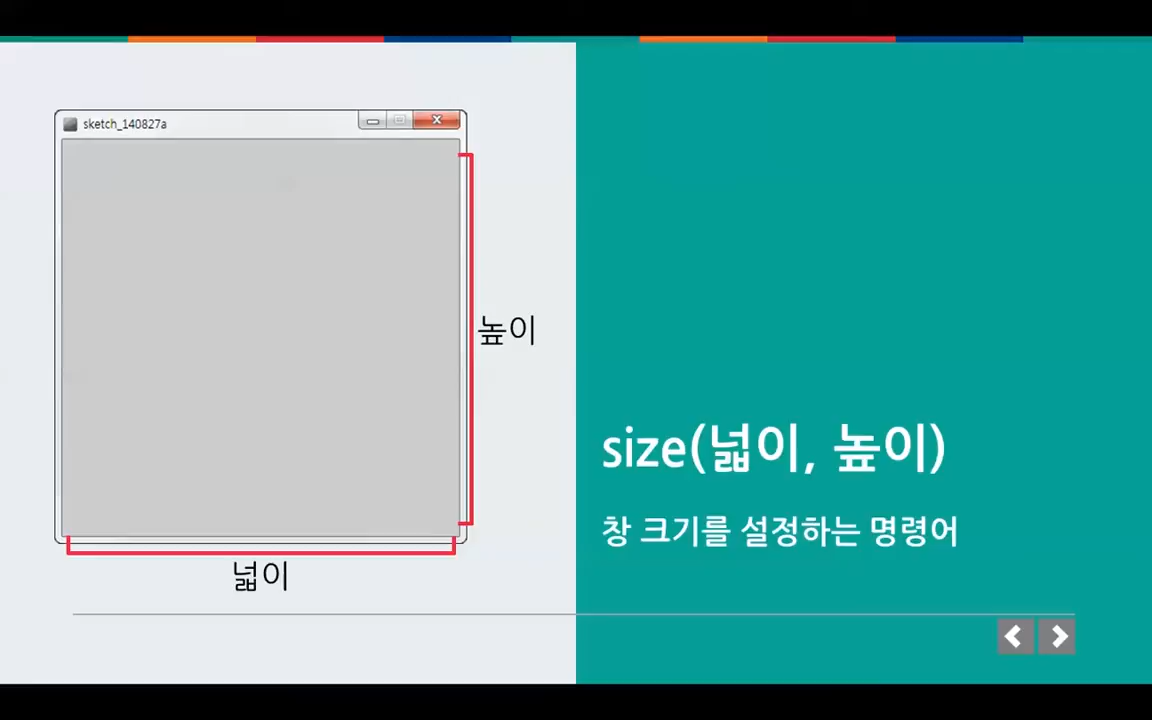 sketch_140827a
높이
넓이
size(넓이, 높이)
창 크기를 설정하는 명령어